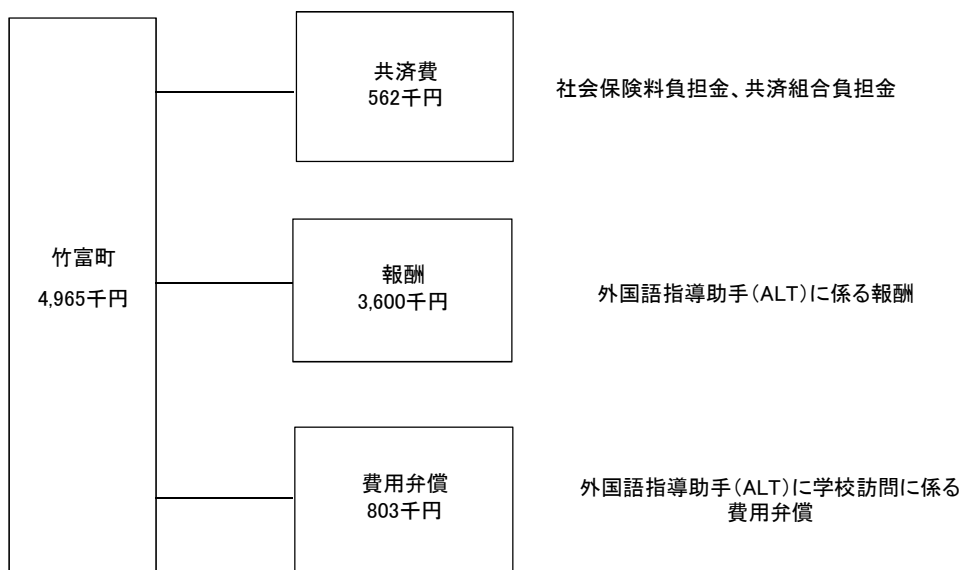 共済費
562千円
社会保険料負担金、共済組合負担金
竹富町
4,965千円
報酬
3,600千円
外国語指導助手(ALT)に係る報酬
費用弁償
803千円
外国語指導助手(ALT)に学校訪問に係る
費用弁償